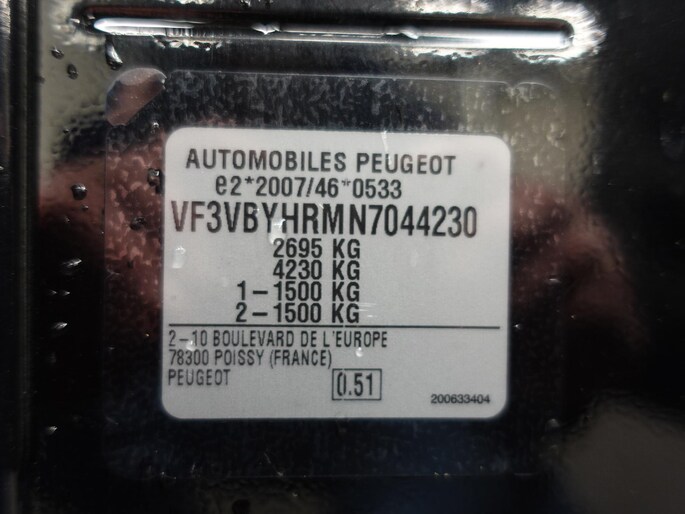 AUTOMOBILES PEUGEOT
e2*2007/46*0533
VF3VBYHRMN7044230
2695 KG
4230 KG
1-1500 KG
2-1500 KG
2-10 BOULEVARD DE L'EUROPE
78300 POISSY (FRANCE)
PEUGEOT
0.51
200633404